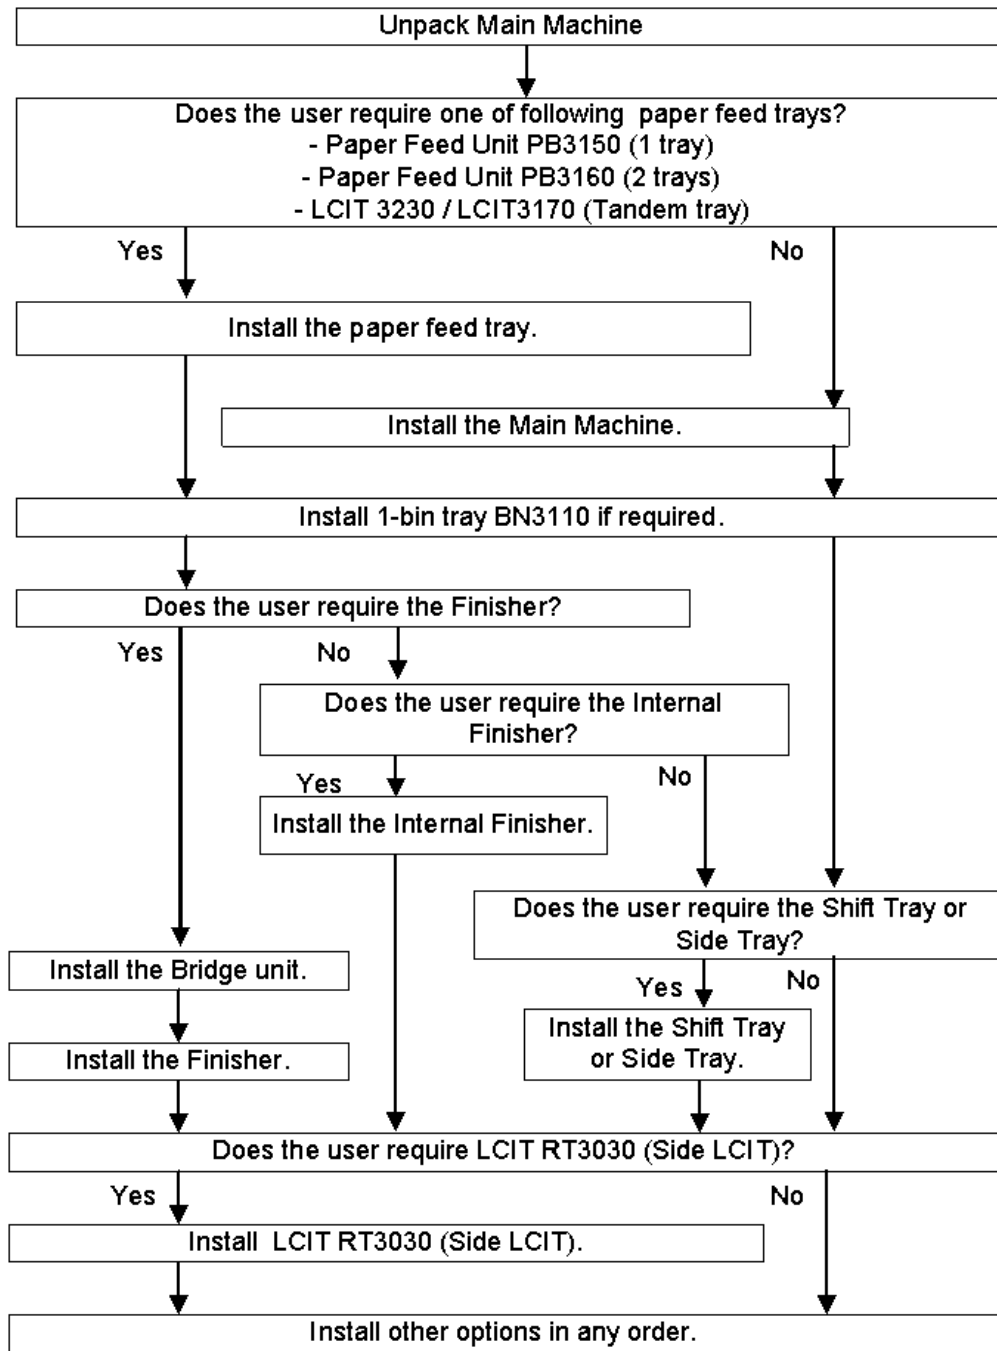 Unpack Main Machine
Does the user require one of following paper feed trays?
- Paper Feed Unit PB3150 (1 tray)
- Paper Feed Unit PB3160 (2 trays)
- LCIT 3230 / LCIT3170 (Tandem tray)
Yes
No
Install the paper feed tray.
Install the Main Machine.
Install 1-bin tray BN3110 if required.
Does the user require the Finisher?
Yes
No
Does the user require the Internal
Finisher?
Yes
No
Install the Internal Finisher.
Does the user require the Shift Tray or
Side Tray?
Install the Bridge unit.
Yes
No
Install the Shift Tray
or Side Tray.
Install the Finisher.
Does the user require LCIT RT3030 (Side LCIT)?
Yes
No
Install LCIT RT3030 (Side LCIT).
Install other options in any order.